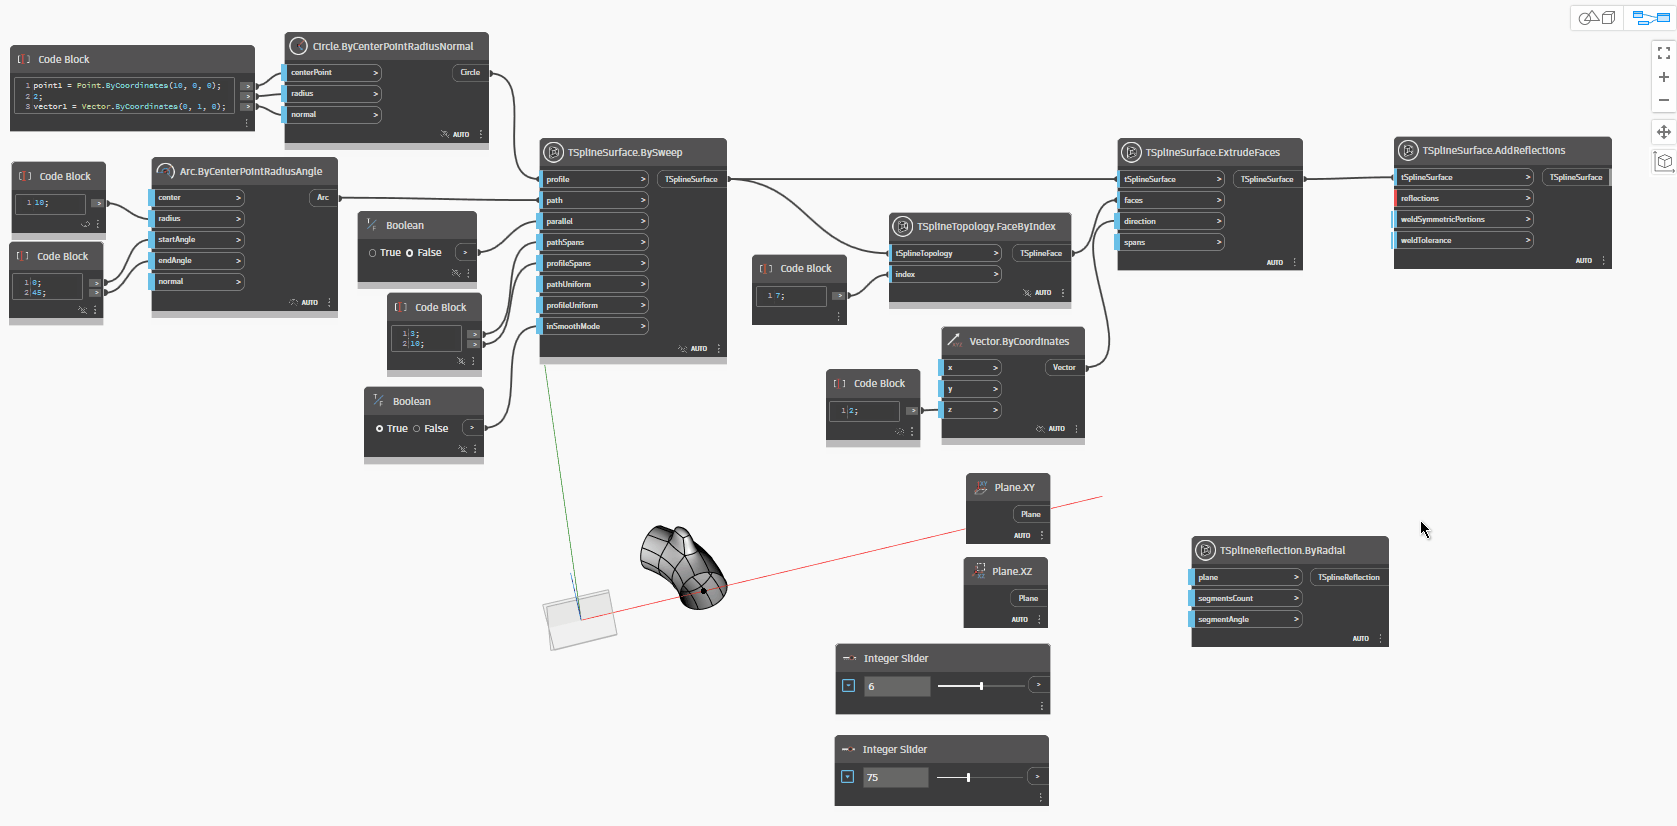 Code Block
1 point1 = Point.ByCoordinates(10, 0, 0);
2 2;
3 vector1 = Vector.ByCoordinates(0, 1, 0);
>
>
>
Circle.ByCenterPointRadiusNormal
centerPoint >
Circle
radius >
normal >
AUTO
Code Block
1 10;
>
Code Block
1 0;
2 45;
>
>
Arc.ByCenterPointRadiusAngle
center >
Arc
radius >
startAngle >
endAngle >
normal >
AUTO
Boolean
True False >
Code Block
1 3;
2 10;
>
>
Boolean
True False >
TSplineSurface.BySweep
profile >
TSplineSurface
path >
parallel >
pathSpans >
profileSpans >
pathUniform >
profileUniform >
inSmoothMode >
AUTO
Code Block
1 7;
>
TSplineTopology.FaceByIndex
tSplineTopology >
TSplineFace
index >
AUTO
Code Block
1 2;
>
Vector.ByCoordinates
x >
Vector
y >
z >
AUTO
TSplineSurface.ExtrudeFaces
tSplineSurface >
TSplineSurface
faces >
direction >
spans >
AUTO
TSplineSurface.AddReflections
tSplineSurface >
TSplineSurface
reflections >
weldSymmetricPortions >
weldTolerance >
AUTO
Plane.XY
Plane
AUTO
Plane.XZ
Plane
AUTO
TSplineReflection.ByRadial
plane >
TSplineReflection
segmentsCount >
segmentAngle >
AUTO
Integer Slider
6 >
Integer Slider
75 >